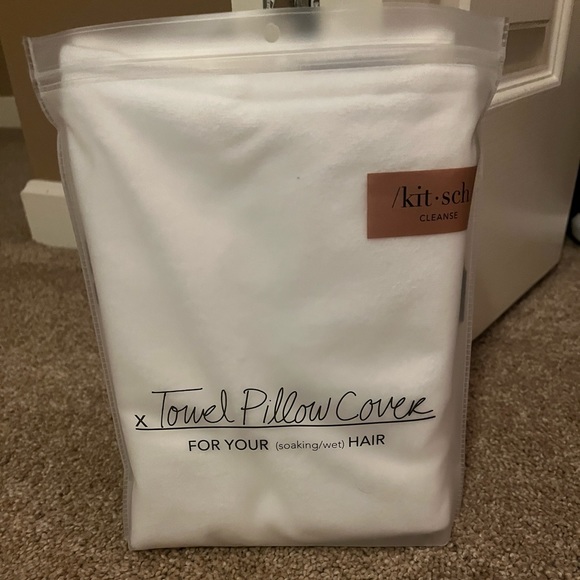 /kit·sch
CLEANSE
x Towel Pillow Cover
FOR YOUR (soaking/wet) HAIR